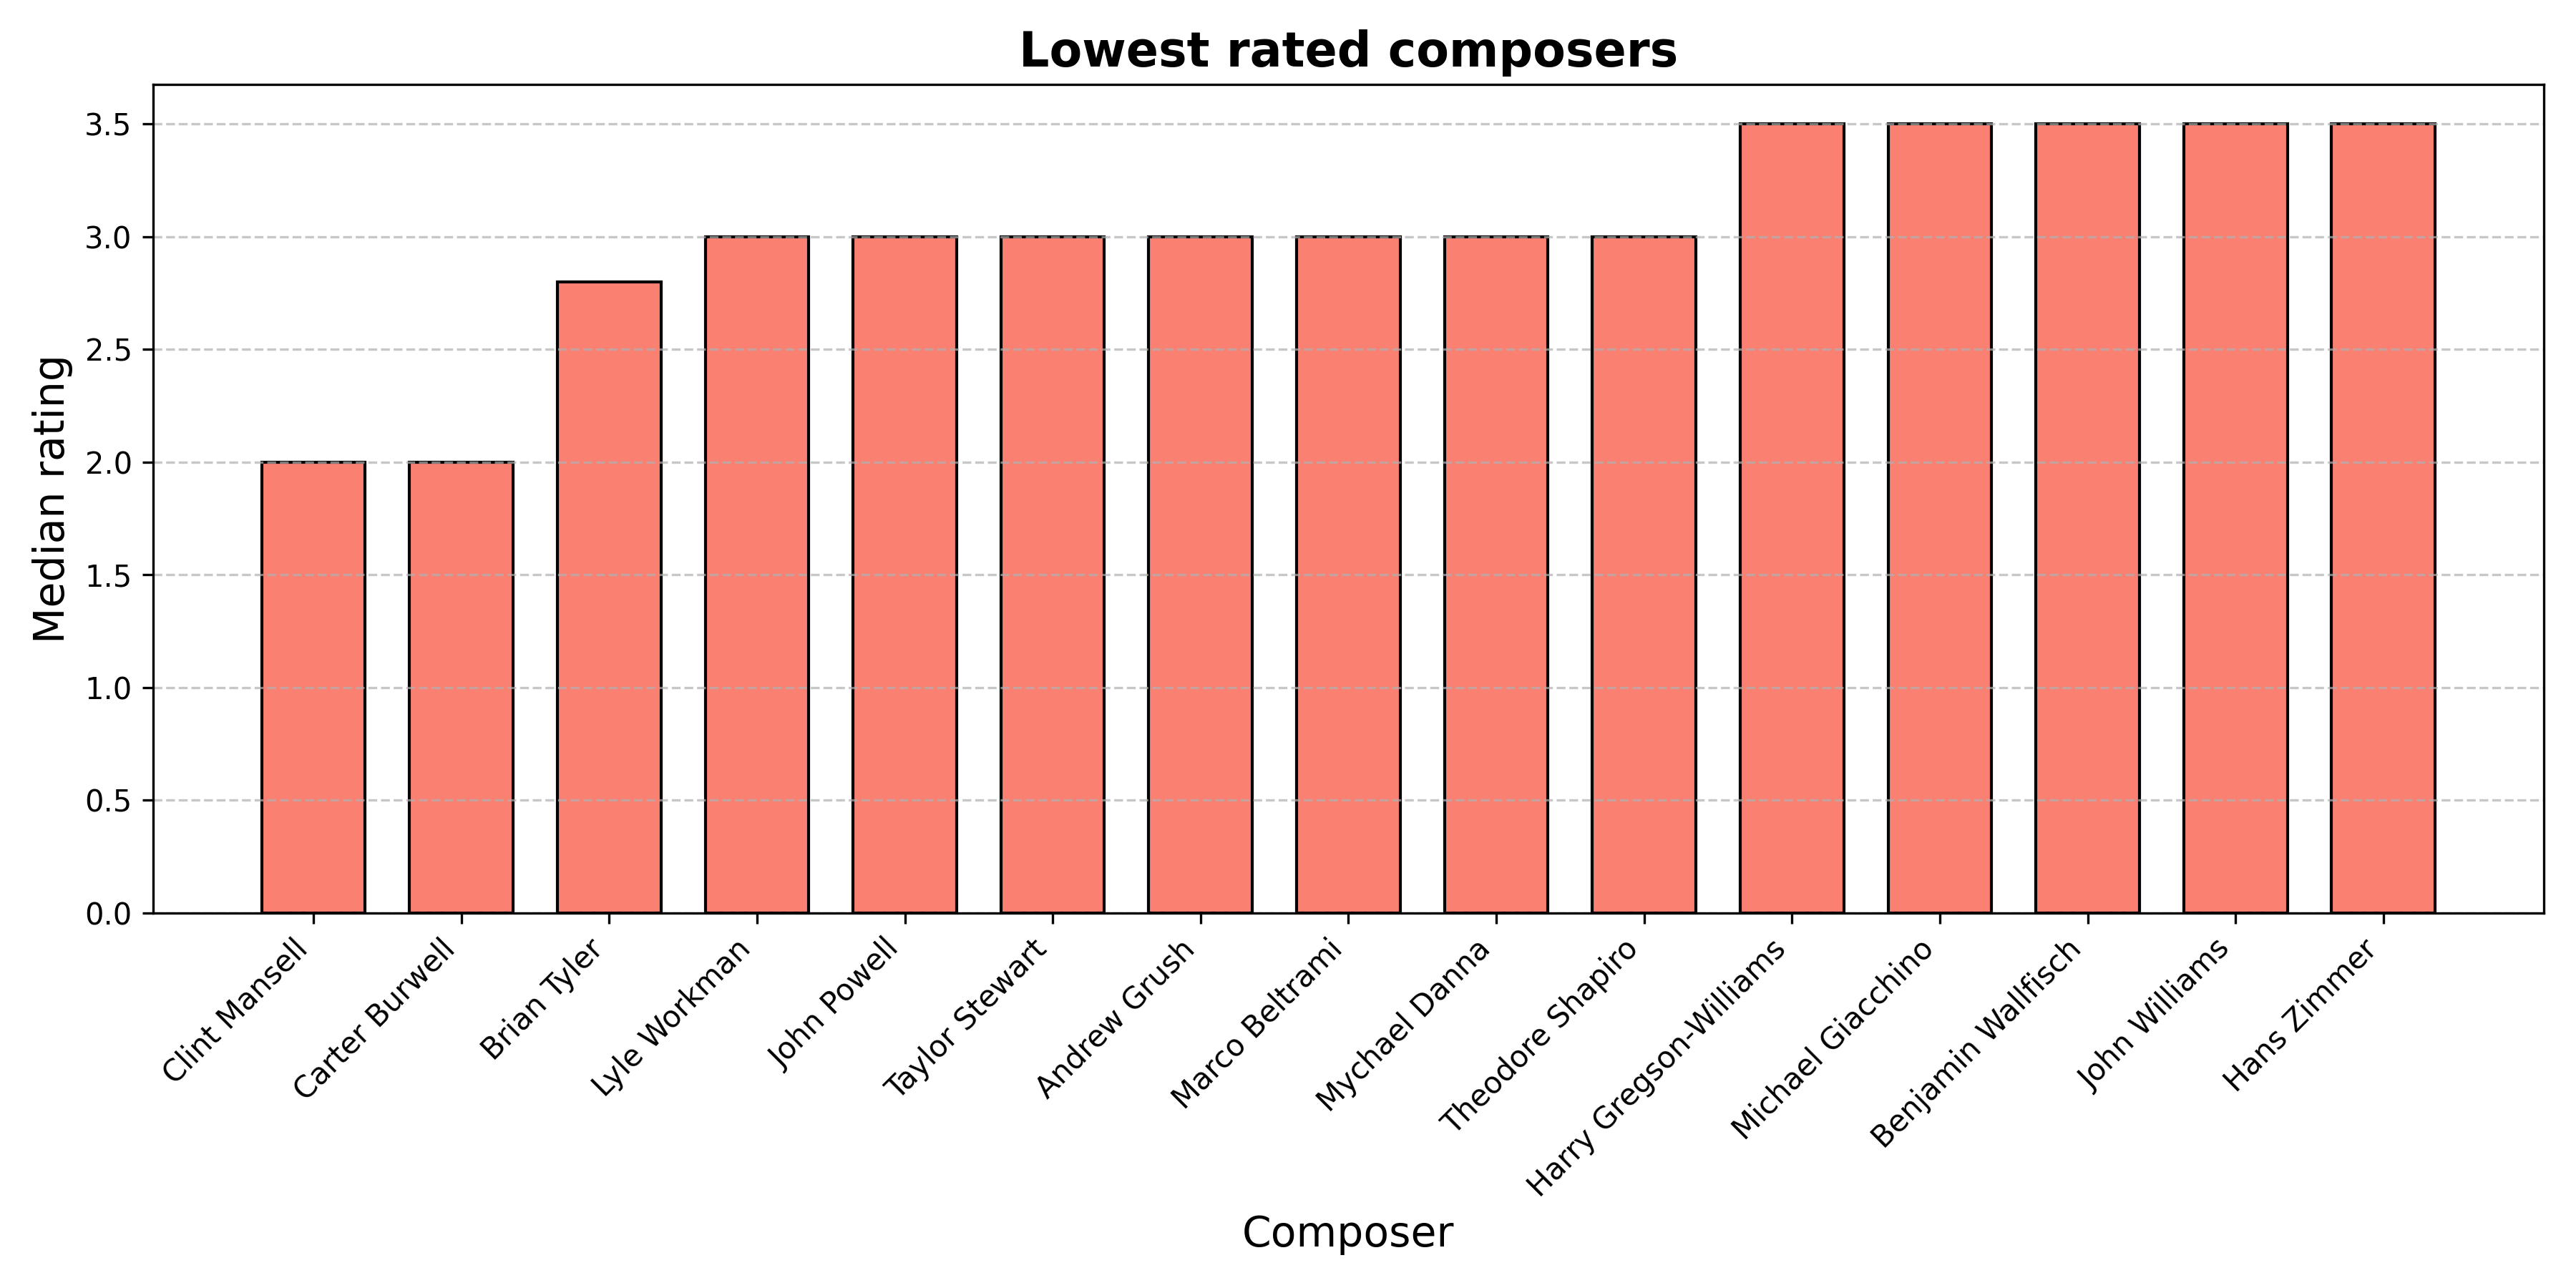 Lowest rated composers
Median rating
3.5
3.0
2.5
2.0
1.5
1.0
0.5
0.0
Clint Mansell
Carter Burwell
Brian Tyler
Lyle Workman
John Powell
Taylor Stewart
Andrew Grush
Marco Beltrami
Mychael Danna
Theodore Shapiro
Harry Gregson-Williams
Michael Giacchino
Benjamin Wallfisch
John Williams
Hans Zimmer
Composer